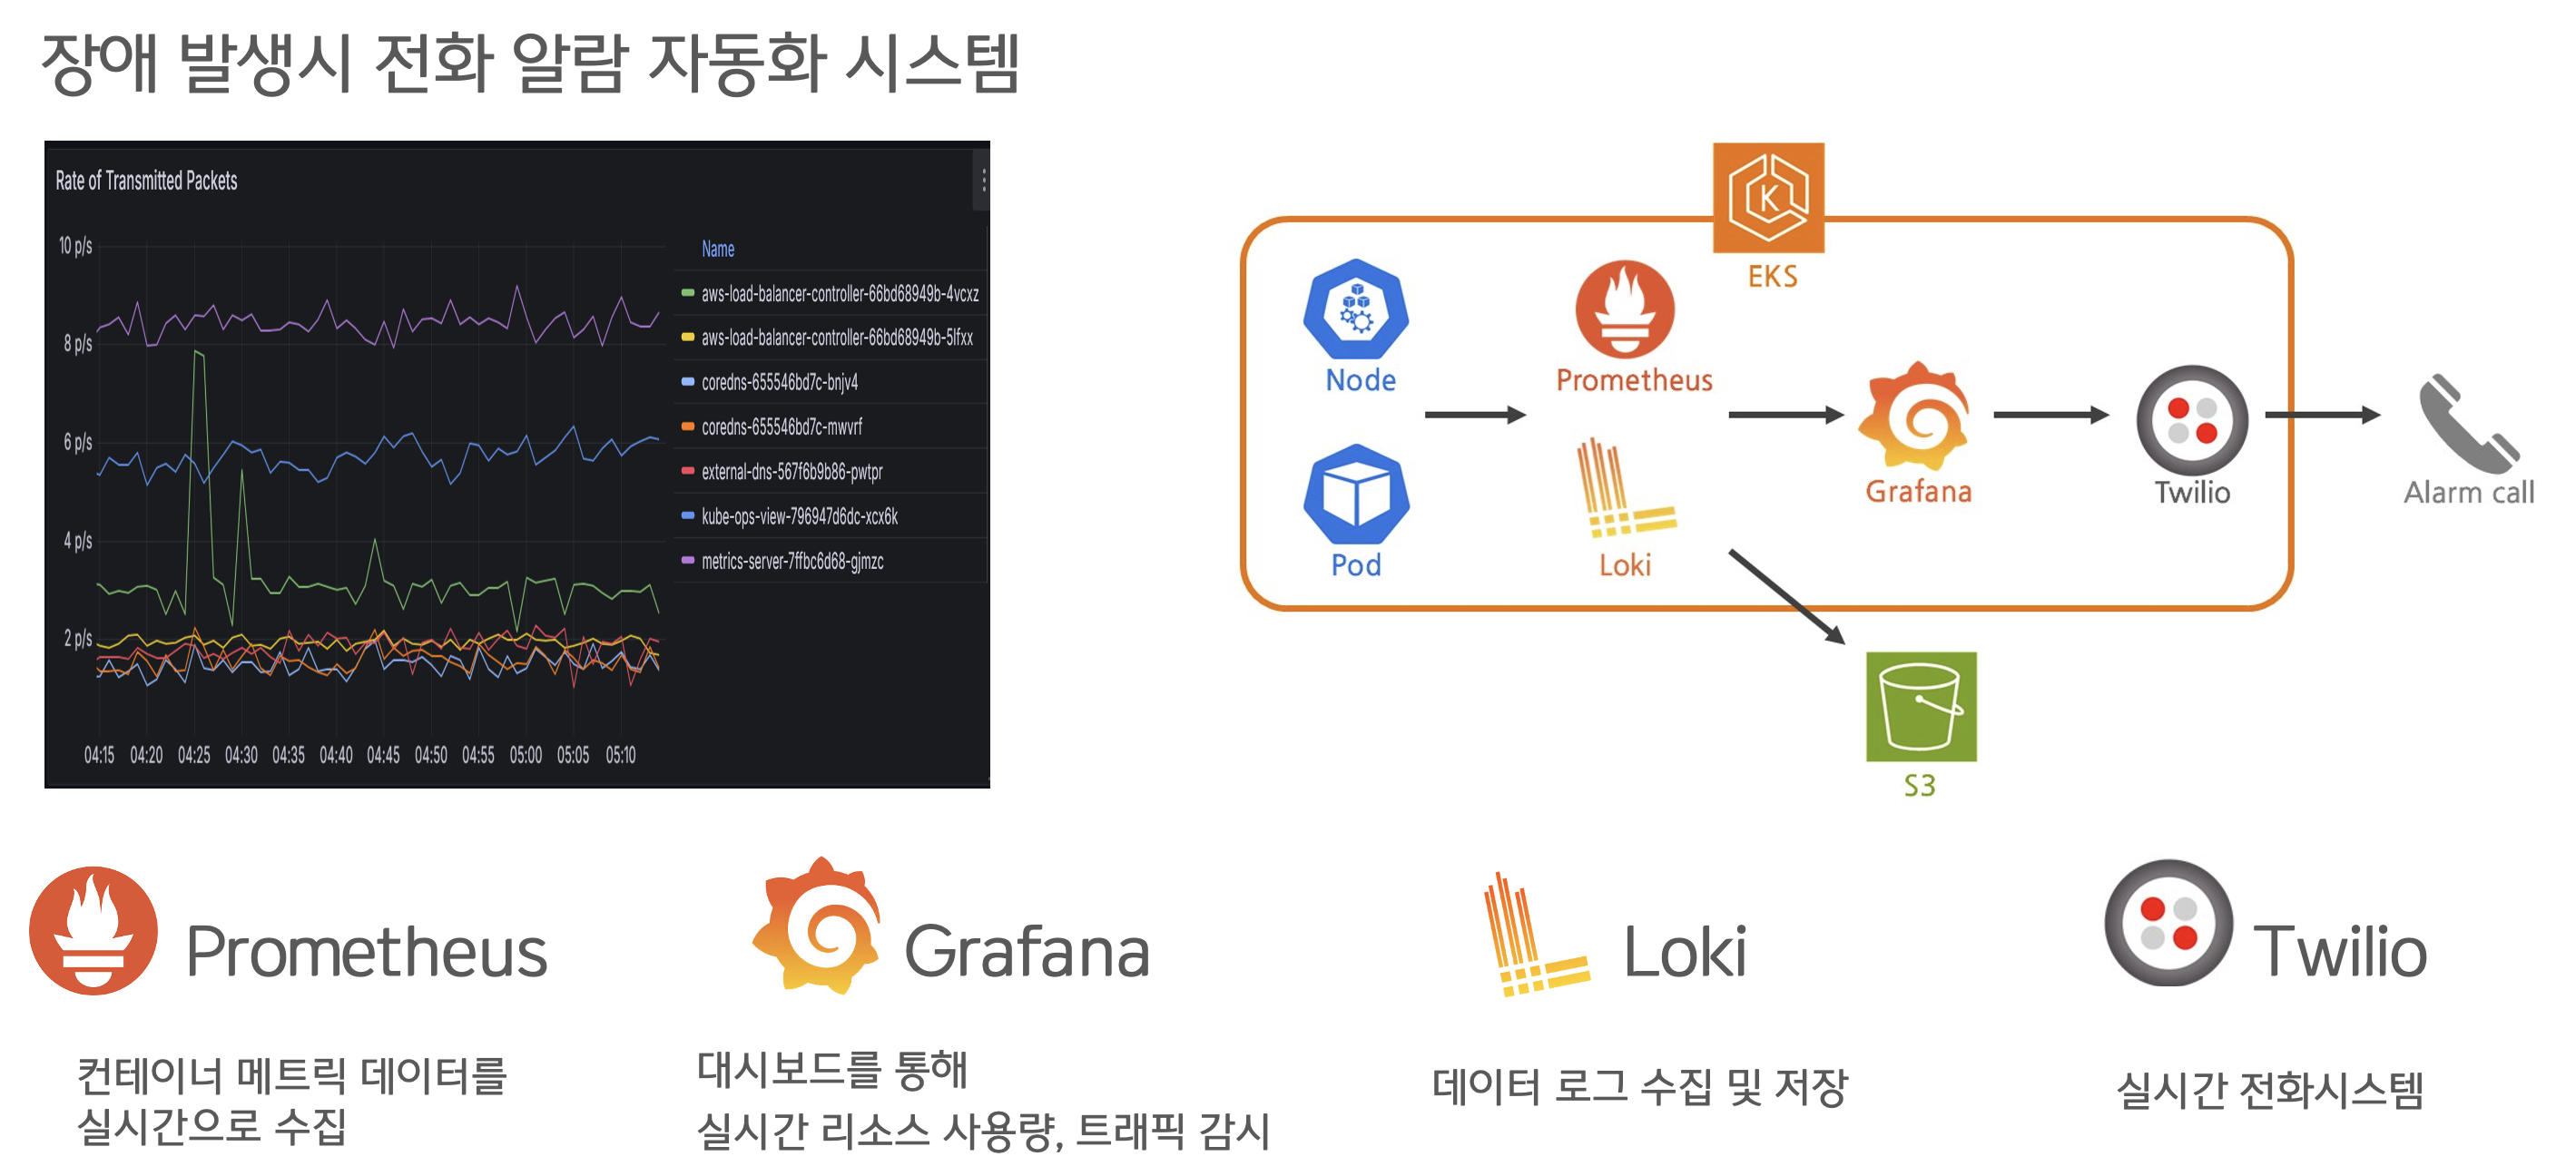 장애 발생시 전화 알람 자동화 시스템
Rate of Transmitted Packets
10 p/s
8 p/s
6 p/s
4 p/s
2 p/s
04:15 04:20 04:25 04:30 04:35 04:40 04:45 04:50 04:55 05:00 05:05 05:10
Name
aws-load-balancer-controller-66bd68949b-4vcxz
aws-load-balancer-controller-66bd68949b-5lfxx
coredns-655546bd7c-bnjv4
coredns-655546bd7c-mwvrf
external-dns-567f6b9b86-pwtpr
kube-ops-view-796947d6dc-xcx6k
metrics-server-7ffbc6d68-gjmzc
K
EKS
Node
Prometheus
Pod
Loki
Grafana
Twilio
Alarm call
S3
Prometheus
컨테이너 메트릭 데이터를
실시간으로 수집
Grafana
대시보드를 통해
실시간 리소스 사용량, 트래픽 감시
Loki
데이터 로그 수집 및 저장
Twilio
실시간 전화시스템